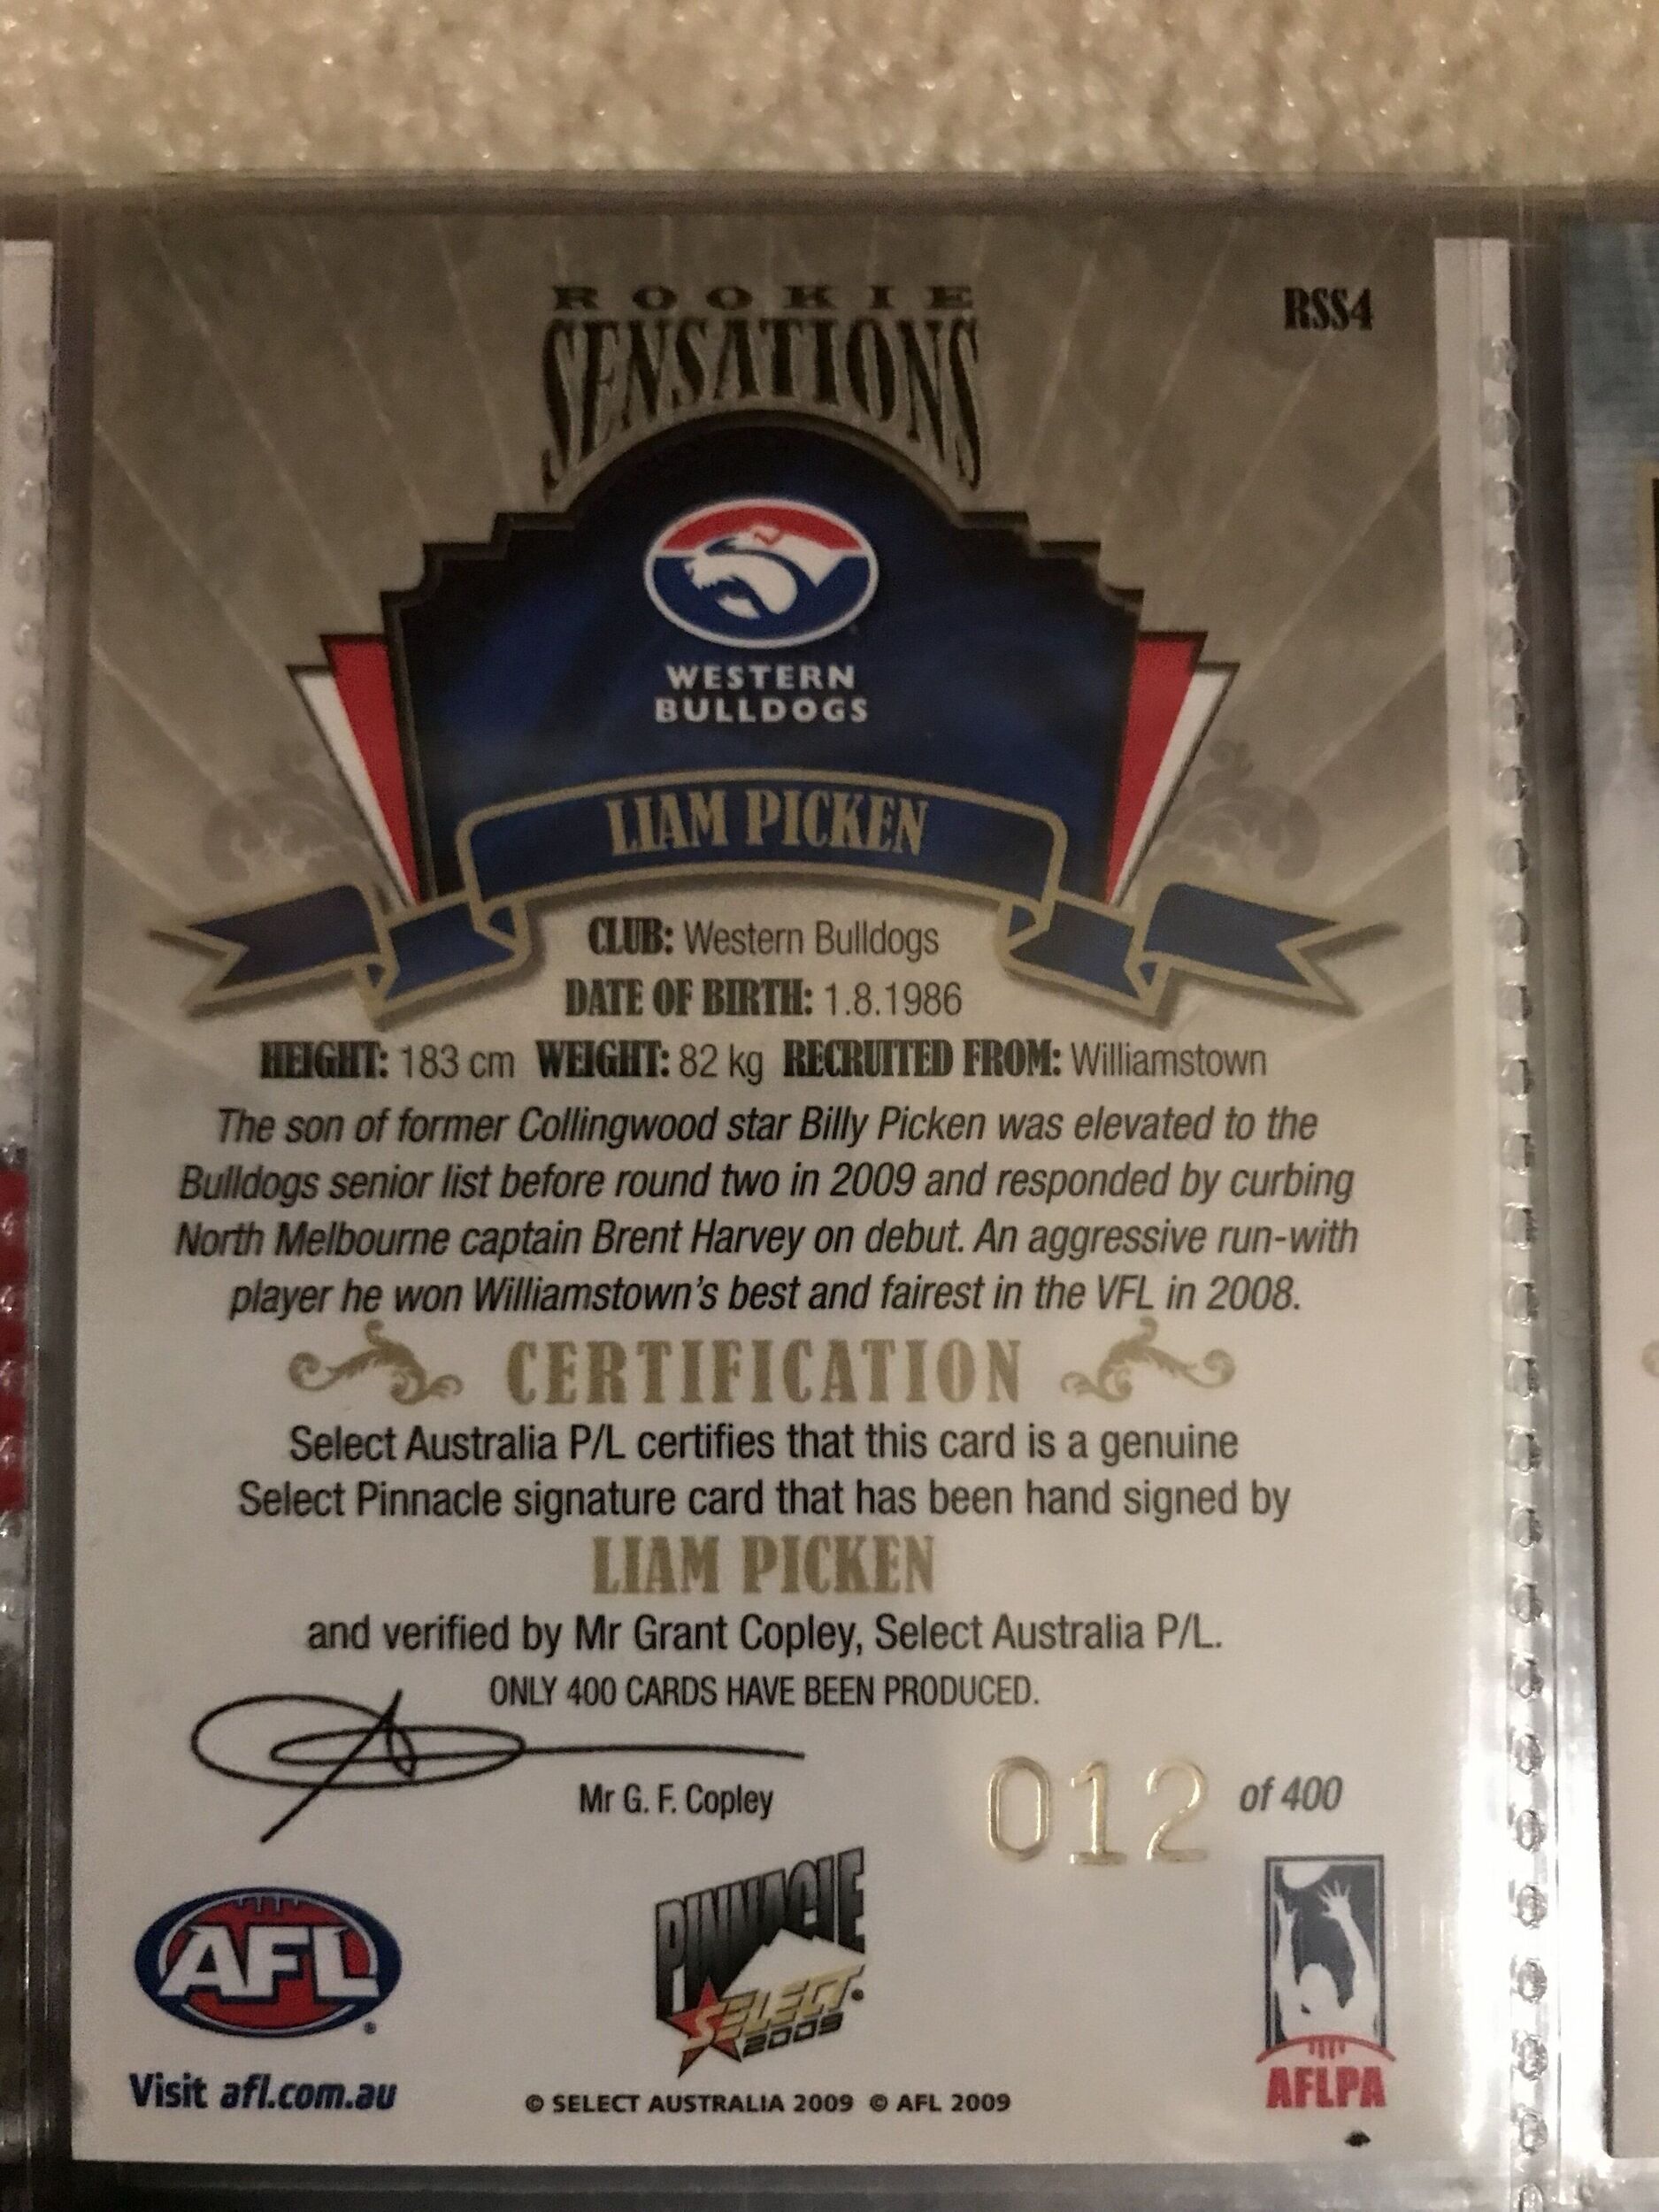 ROOKIE
RSS4
SENSATIONS
WESTERN
BULLDOGS
LIAM PICKEN
CLUB: Western Bulldogs
DATE OF BIRTH: 1.8.1986
HEIGHT: 183 cm WEIGHT: 82 kg RECRUITED FROM: Williamstown
The son of former Collingwood star Billy Picken was elevated to the
Bulldogs senior list before round two in 2009 and responded by curbing
North Melbourne captain Brent Harvey on debut. An aggressive run-with
player he won Williamstown's best and fairest in the VFL in 2008.
CERTIFICATION
Select Australia P/L certifies that this card is a genuine
Select Pinnacle signature card that has been hand signed by
LIAM PICKEN
and verified by Mr Grant Copley, Select Australia P/L.
ONLY 400 CARDS HAVE BEEN PRODUCED.
Mr G. F. Copley
012 of 400
AFL
PINNACLE
SELECT
2009
AFLPA
Visit afl.com.au
© SELECT AUSTRALIA 2009 © AFL 2009